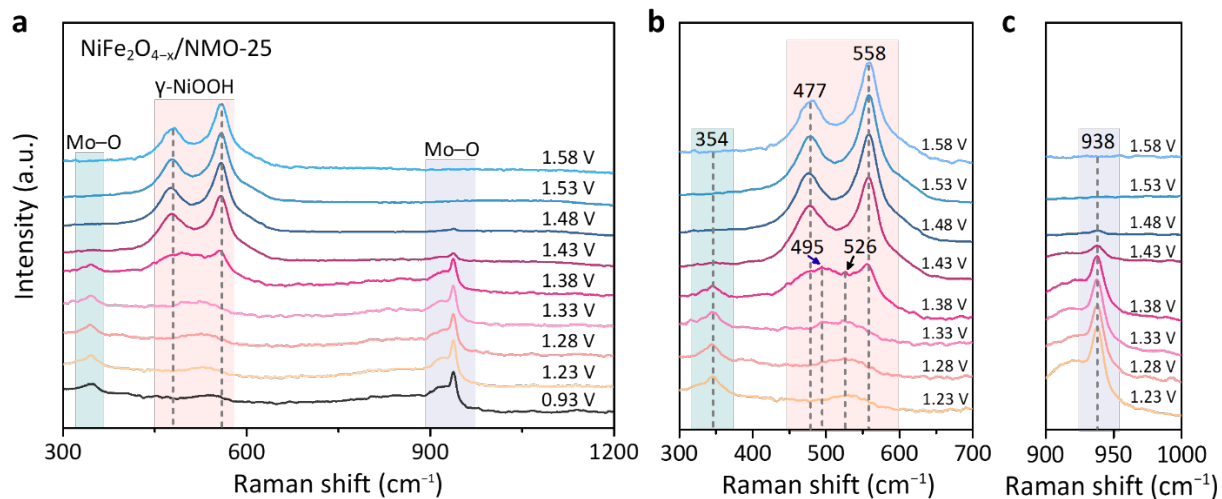 a
NiFe₂O₄₋ₓ/NMO-25
γ-NiOOH
Mo–O
Mo–O
1.58 V
1.53 V
1.48 V
1.43 V
1.38 V
1.33 V
1.28 V
1.23 V
0.93 V
Intensity (a.u.)
300 600 900 1200
Raman shift (cm⁻¹)
b
558
477
354
495 526
1.58 V
1.53 V
1.48 V
1.43 V
1.38 V
1.33 V
1.28 V
1.23 V
300 400 500 600 700
Raman shift (cm⁻¹)
c
938
1.58 V
1.53 V
1.48 V
1.43 V
1.38 V
1.33 V
1.28 V
1.23 V
900 950 1000
Raman shift (cm⁻¹)